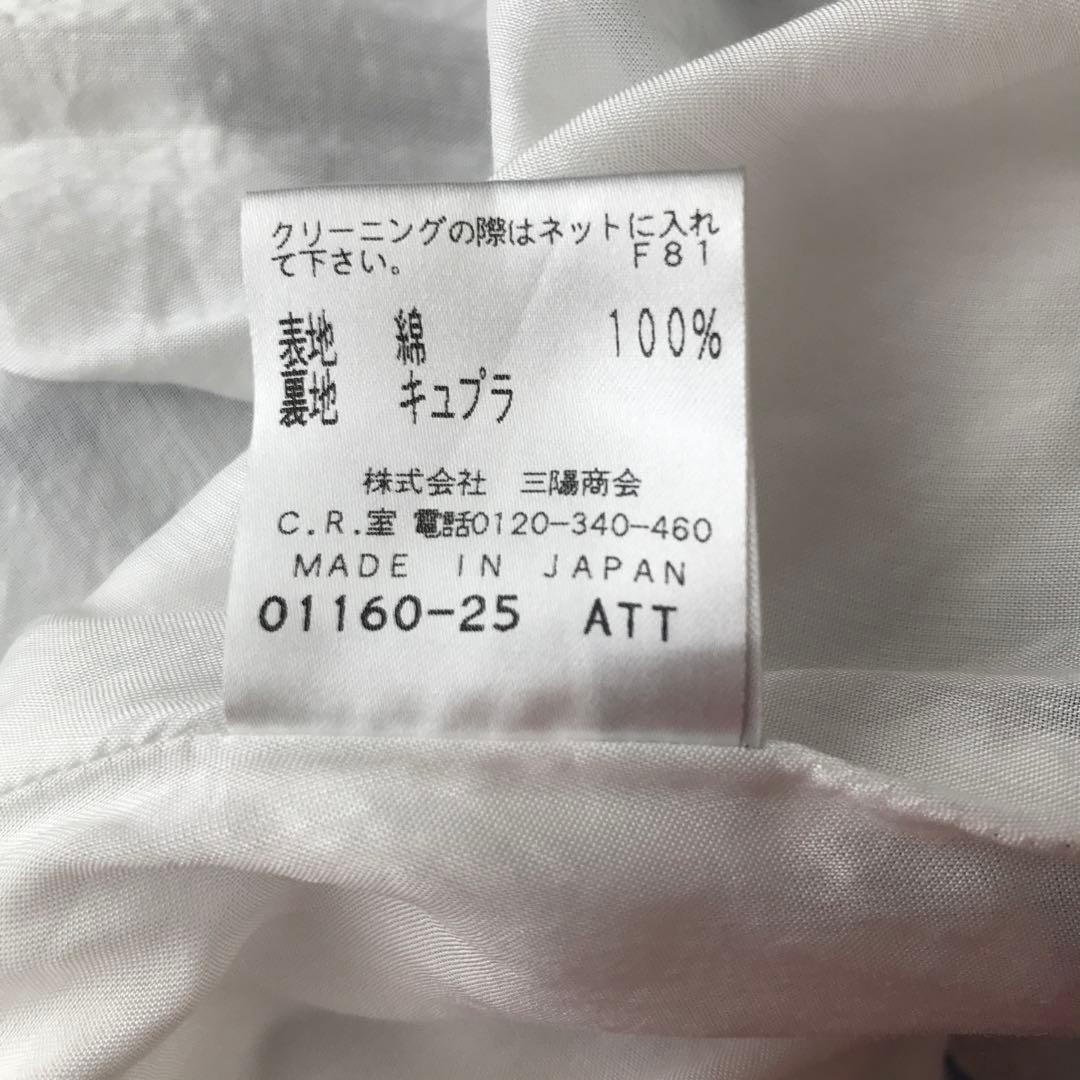 クリーニングの際はネットに入れ
て下さい。 F81
表地 綿 100%
裏地 キュプラ
株式会社 三陽商会
C.R.室 電話0120-340-460
MADE IN JAPAN
01160-25 ATT